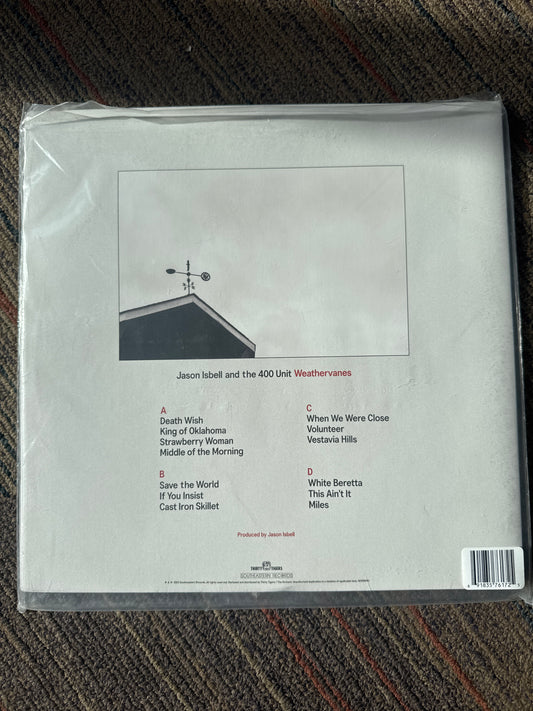 Jason Isbell and the 400 Unit Weathervanes
A
Death Wish
King of Oklahoma
Strawberry Woman
Middle of the Morning
B
Save the World
If You Insist
Cast Iron Skillet
C
When We Were Close
Volunteer
Vestavia Hills
D
White Beretta
This Ain't It
Miles
Produced by Jason Isbell
THIRTY TIGERS
SOUTHEASTERN RECORDS